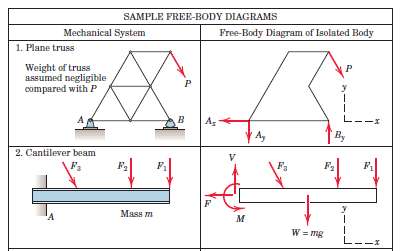 SAMPLE FREE-BODY DIAGRAMS
Mechanical System
Free-Body Diagram of Isolated Body
1. Plane truss
Weight of truss
assumed negligible
compared with P
P
A
B
P
y
x
Ax
Ay
By
2. Cantilever beam
F3
F2
F1
A
Mass m
V
F3
F2
F1
F
M
W = mg
y
x